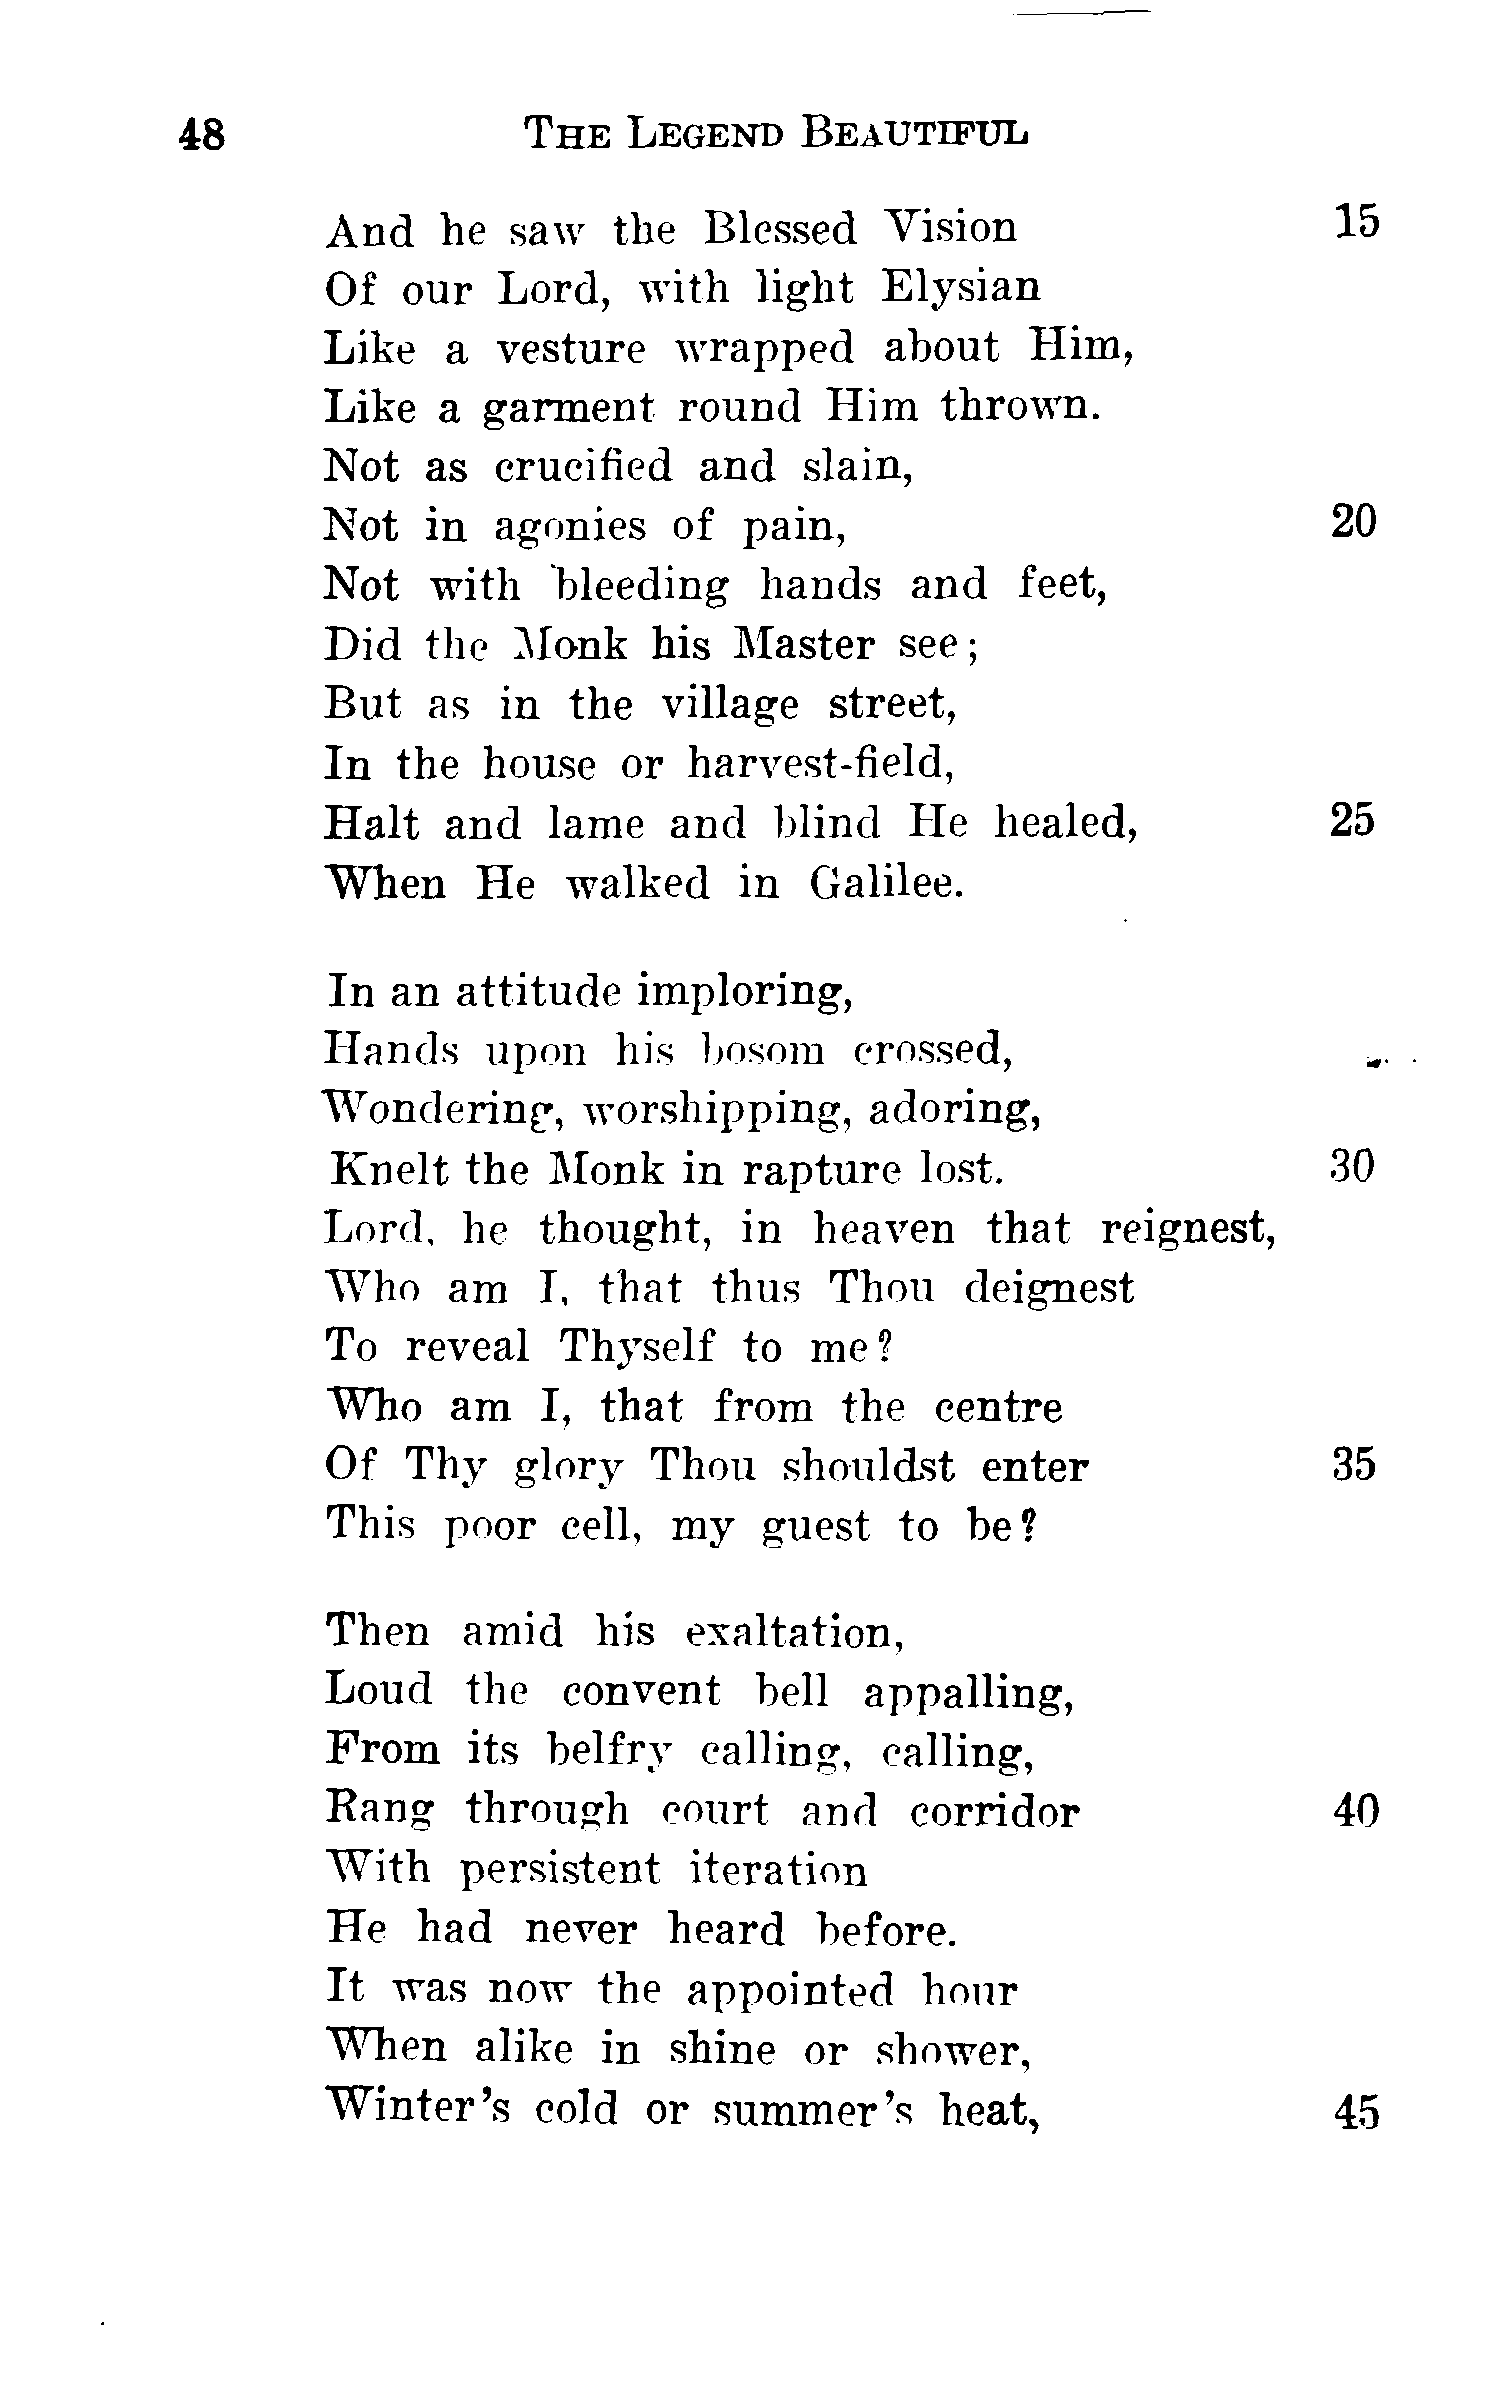 48 THE LEGEND BEAUTIFUL
And he saw the Blessed Vision 15
Of our Lord, with light Elysian
Like a vesture wrapped about Him,
Like a garment round Him thrown.
Not as crucified and slain,
Not in agonies of pain, 20
Not with bleeding hands and feet,
Did the Monk his Master see;
But as in the village street,
In the house or harvest-field,
Halt and lame and blind He healed, 25
When He walked in Galilee.
In an attitude imploring,
Hands upon his bosom crossed,
Wondering, worshipping, adoring,
Knelt the Monk in rapture lost. 30
Lord, he thought, in heaven that reignest,
Who am I, that thus Thou deignest
To reveal Thyself to me?
Who am I, that from the centre
Of Thy glory Thou shouldst enter 35
This poor cell, my guest to be?
Then amid his exaltation,
Loud the convent bell appalling,
From its belfry calling, calling,
Rang through court and corridor 40
With persistent iteration
He had never heard before.
It was now the appointed hour
When alike in shine or shower,
Winter's cold or summer's heat, 45